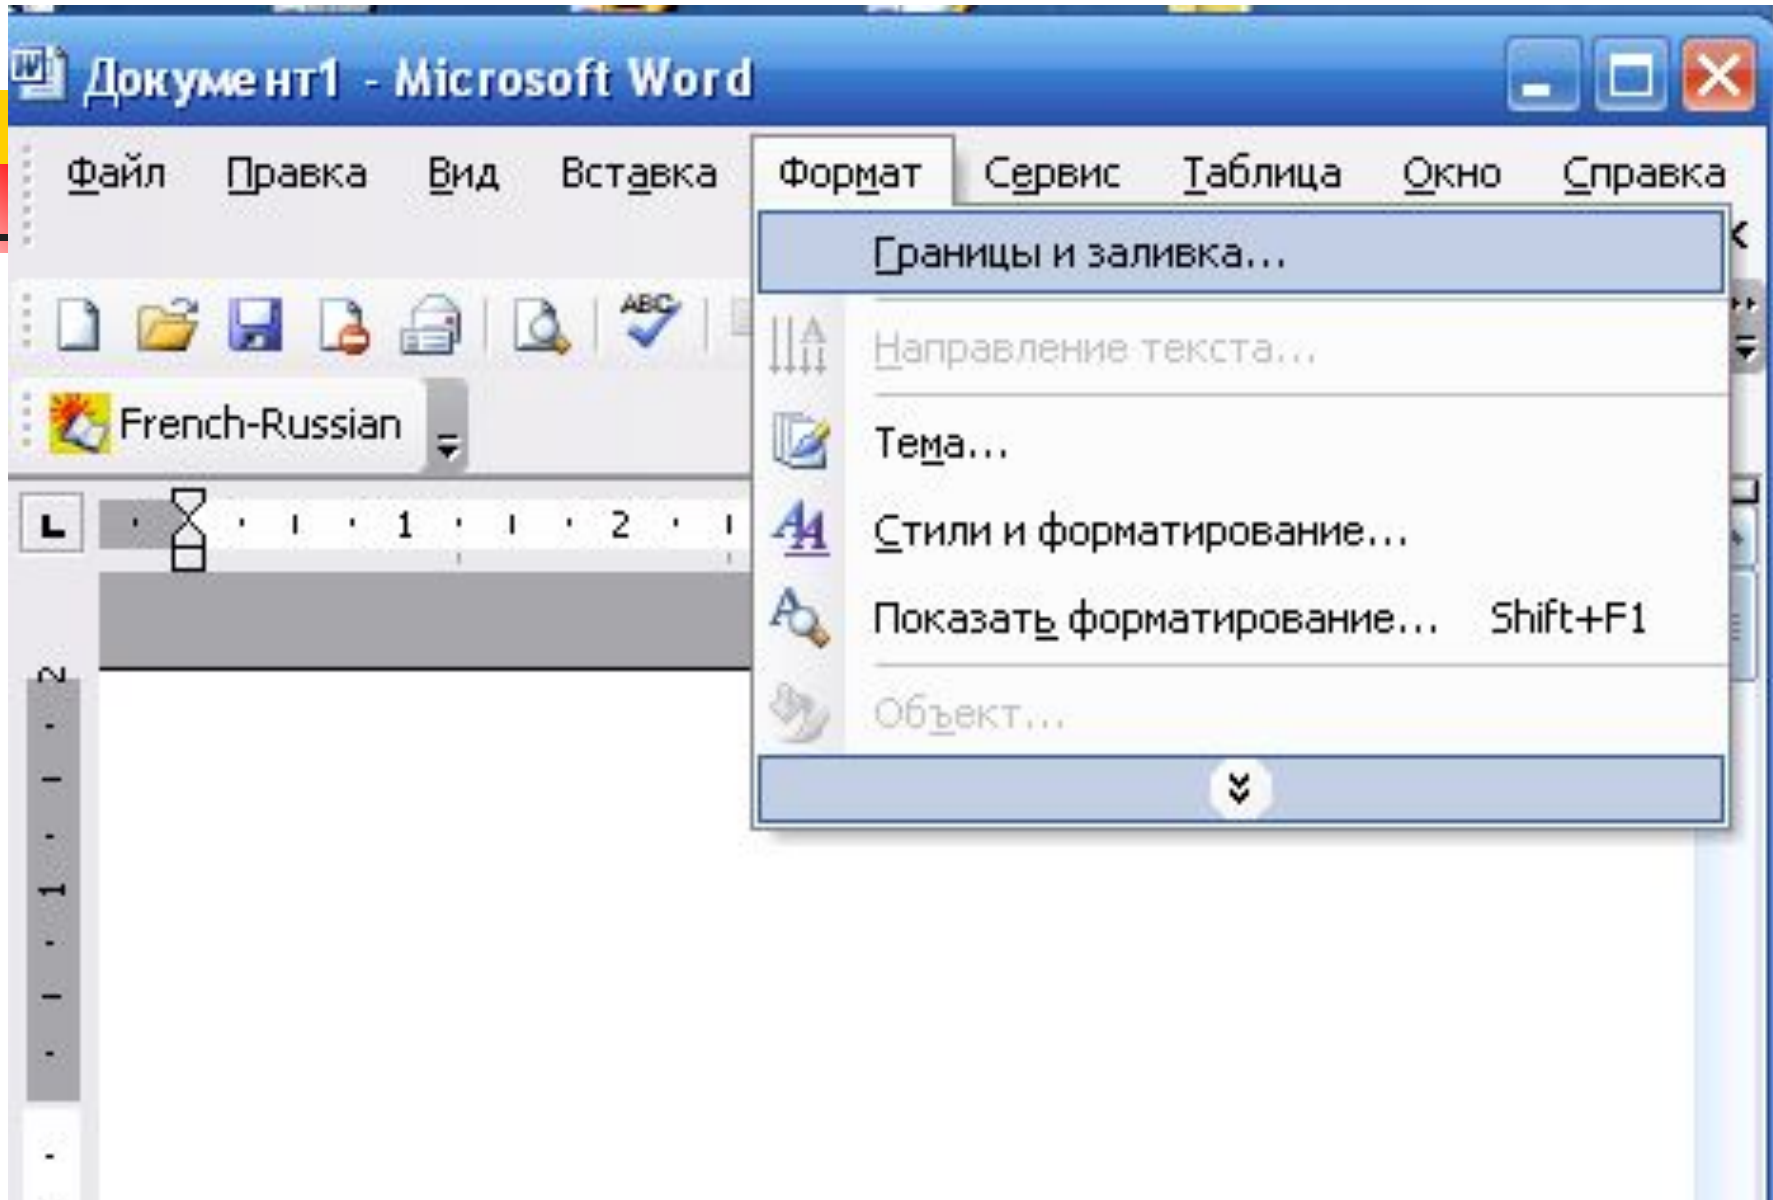 Документ1 - Microsoft Word
Файл Правка Вид Вставка Формат Сервис Таблица Окно Справка
Границы и заливка...
ABC
Направление текста...
French-Russian
Тема...
L 1 2
Стили и форматирование...
Показать форматирование... Shift+F1
2
Объект...
1